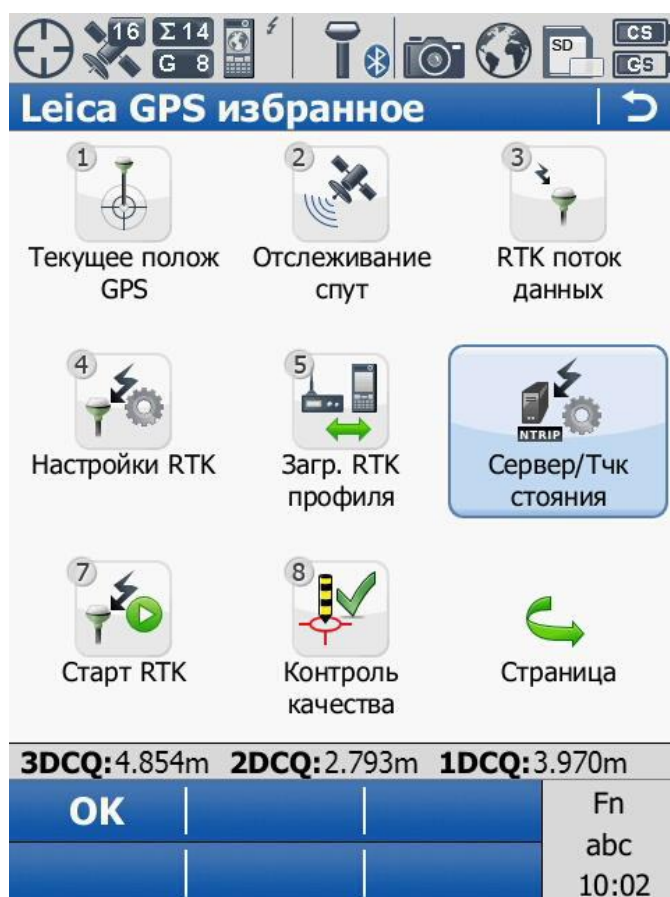 16
Σ 14
G 8
SD
CS
GS
Leica GPS избранное
1
Текущее полож
GPS
2
Отслеживание
спут
3
RTK поток
данных
4
Настройки RTK
5
Загр. RTK
профиля
NTRIP
Сервер/Тчк
стояния
7
Старт RTK
8
Контроль
качества
Страница
3DCQ:4.854m 2DCQ:2.793m 1DCQ:3.970m
OK
Fn
abc
10:02